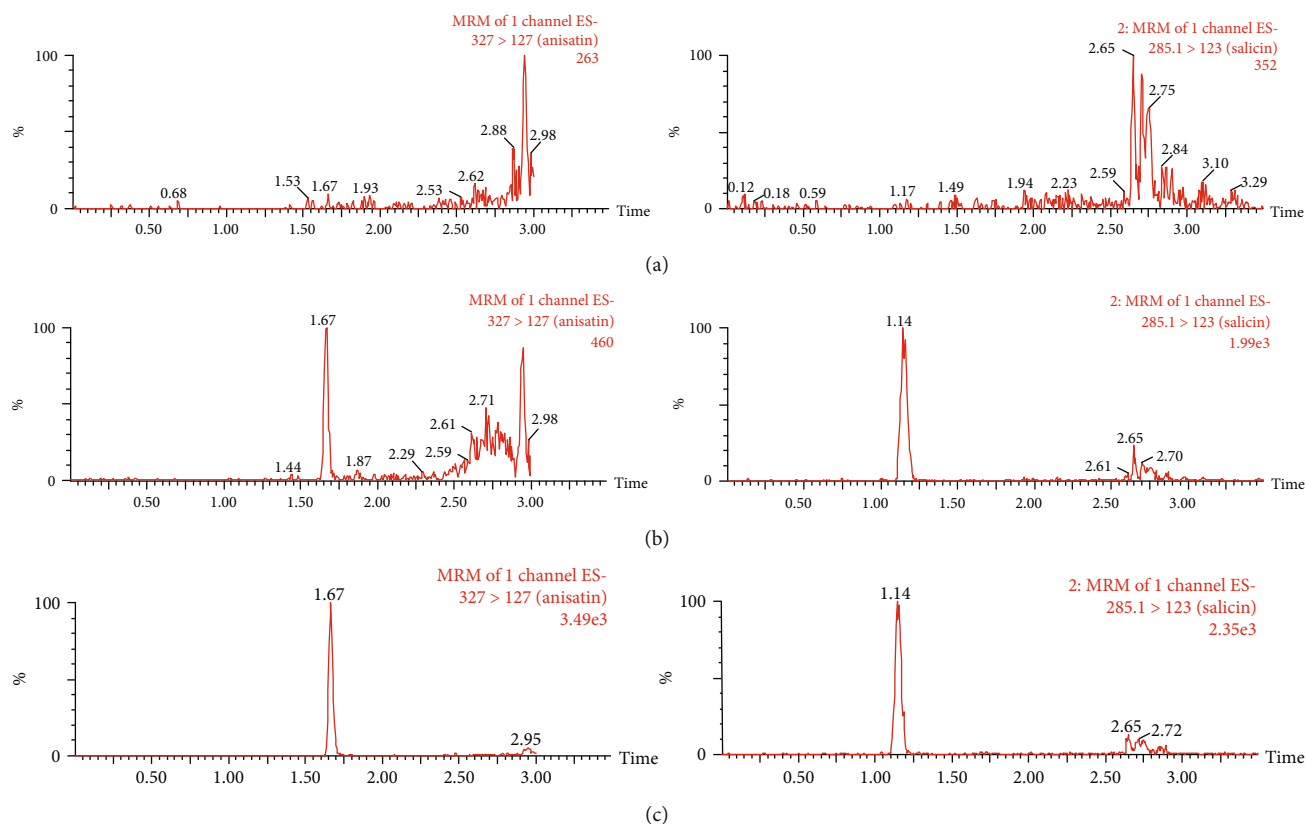 MRM of 1 channel ES-
327 > 127 (anisatin)
263
100
%
0
0.68
1.53
1.67
1.93
2.53
2.62
2.88
2.98
0.50 1.00 1.50 2.00 2.50 3.00
Time
2: MRM of 1 channel ES-
285.1 > 123 (salicin)
352
100
%
0
0.12
0.18
0.59
1.17
1.49
1.94
2.23
2.59
2.65
2.75
2.84
3.10
3.29
0.50 1.00 1.50 2.00 2.50 3.00
Time
(a)
MRM of 1 channel ES-
327 > 127 (anisatin)
460
100
%
0
1.44
1.67
1.87
2.29
2.59
2.61
2.71
2.98
0.50 1.00 1.50 2.00 2.50 3.00
Time
2: MRM of 1 channel ES-
285.1 > 123 (salicin)
1.99e3
100
%
0
1.14
2.61
2.65
2.70
0.50 1.00 1.50 2.00 2.50 3.00
Time
(b)
MRM of 1 channel ES-
327 > 127 (anisatin)
3.49e3
100
%
0
1.67
2.95
0.50 1.00 1.50 2.00 2.50 3.00
Time
2: MRM of 1 channel ES-
285.1 > 123 (salicin)
2.35e3
100
%
0
1.14
2.65
2.72
0.50 1.00 1.50 2.00 2.50 3.00
Time
(c)